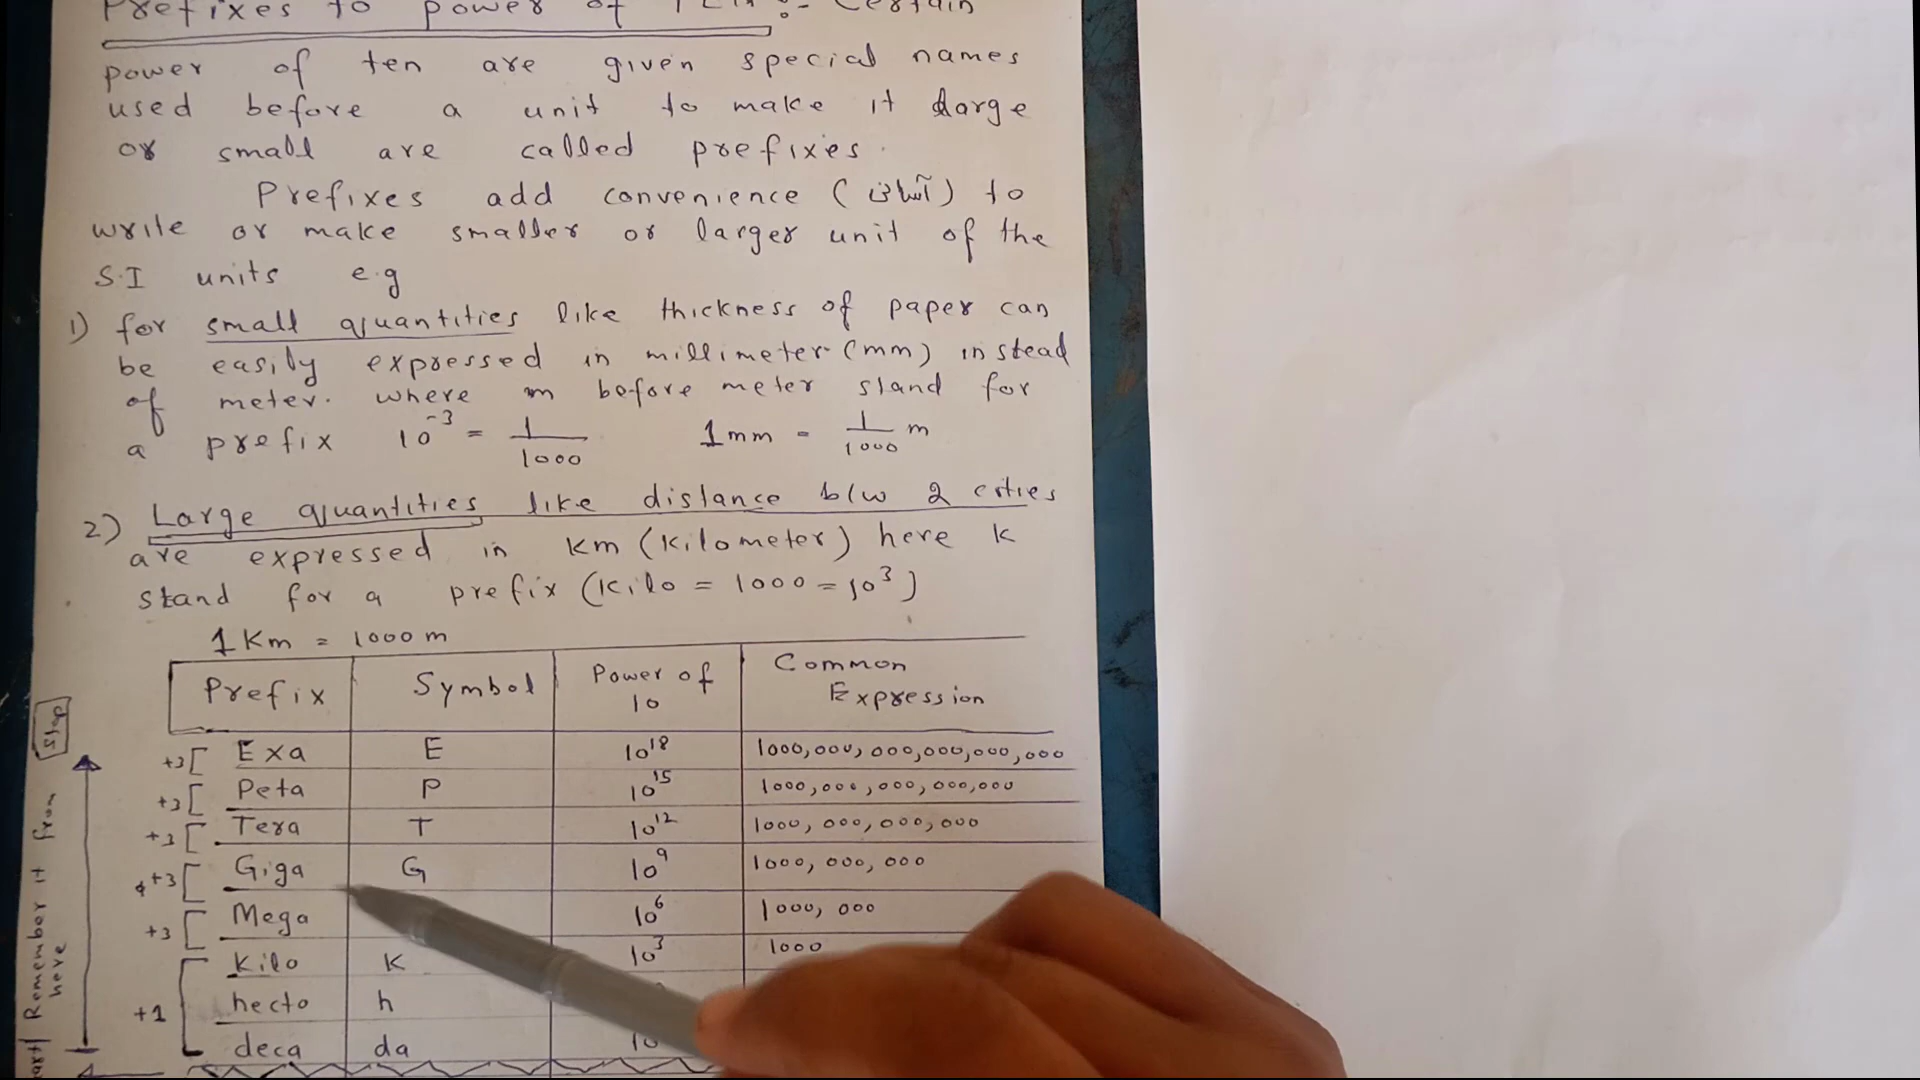 Prefixes to power of TEN :- Certain
power of ten are given special names
used before a unit to make it large
or small are called prefixes.
Prefixes add convenience (آسانی) to
write or make smaller or larger unit of the
S.I units e.g
1) for small quantities like thickness of paper can
be easily expressed in millimeter (mm) instead
of meter. where m before meter stand for
a prefix 10⁻³ = 1/1000 1mm = 1/1000 m
2) Large quantities like distance b/w 2 cities
are expressed in Km (Kilometer) here K
stand for a prefix (Kilo = 1000 = 10³)
1Km = 1000m
Prefix Symbol Power of 10 Common Expression
+3 Exa E 10¹⁸ 1000,000,000,000,000,000
+3 Peta P 10¹⁵ 1000,000,000,000,000
+3 Tera T 10¹² 1000,000,000,000
+3 Giga G 10⁹ 1000,000,000
+3 Mega 10⁶ 1000,000
Kilo K 10³ 1000
+1 hecto h
deca da 10
Stop
Remember it from
here